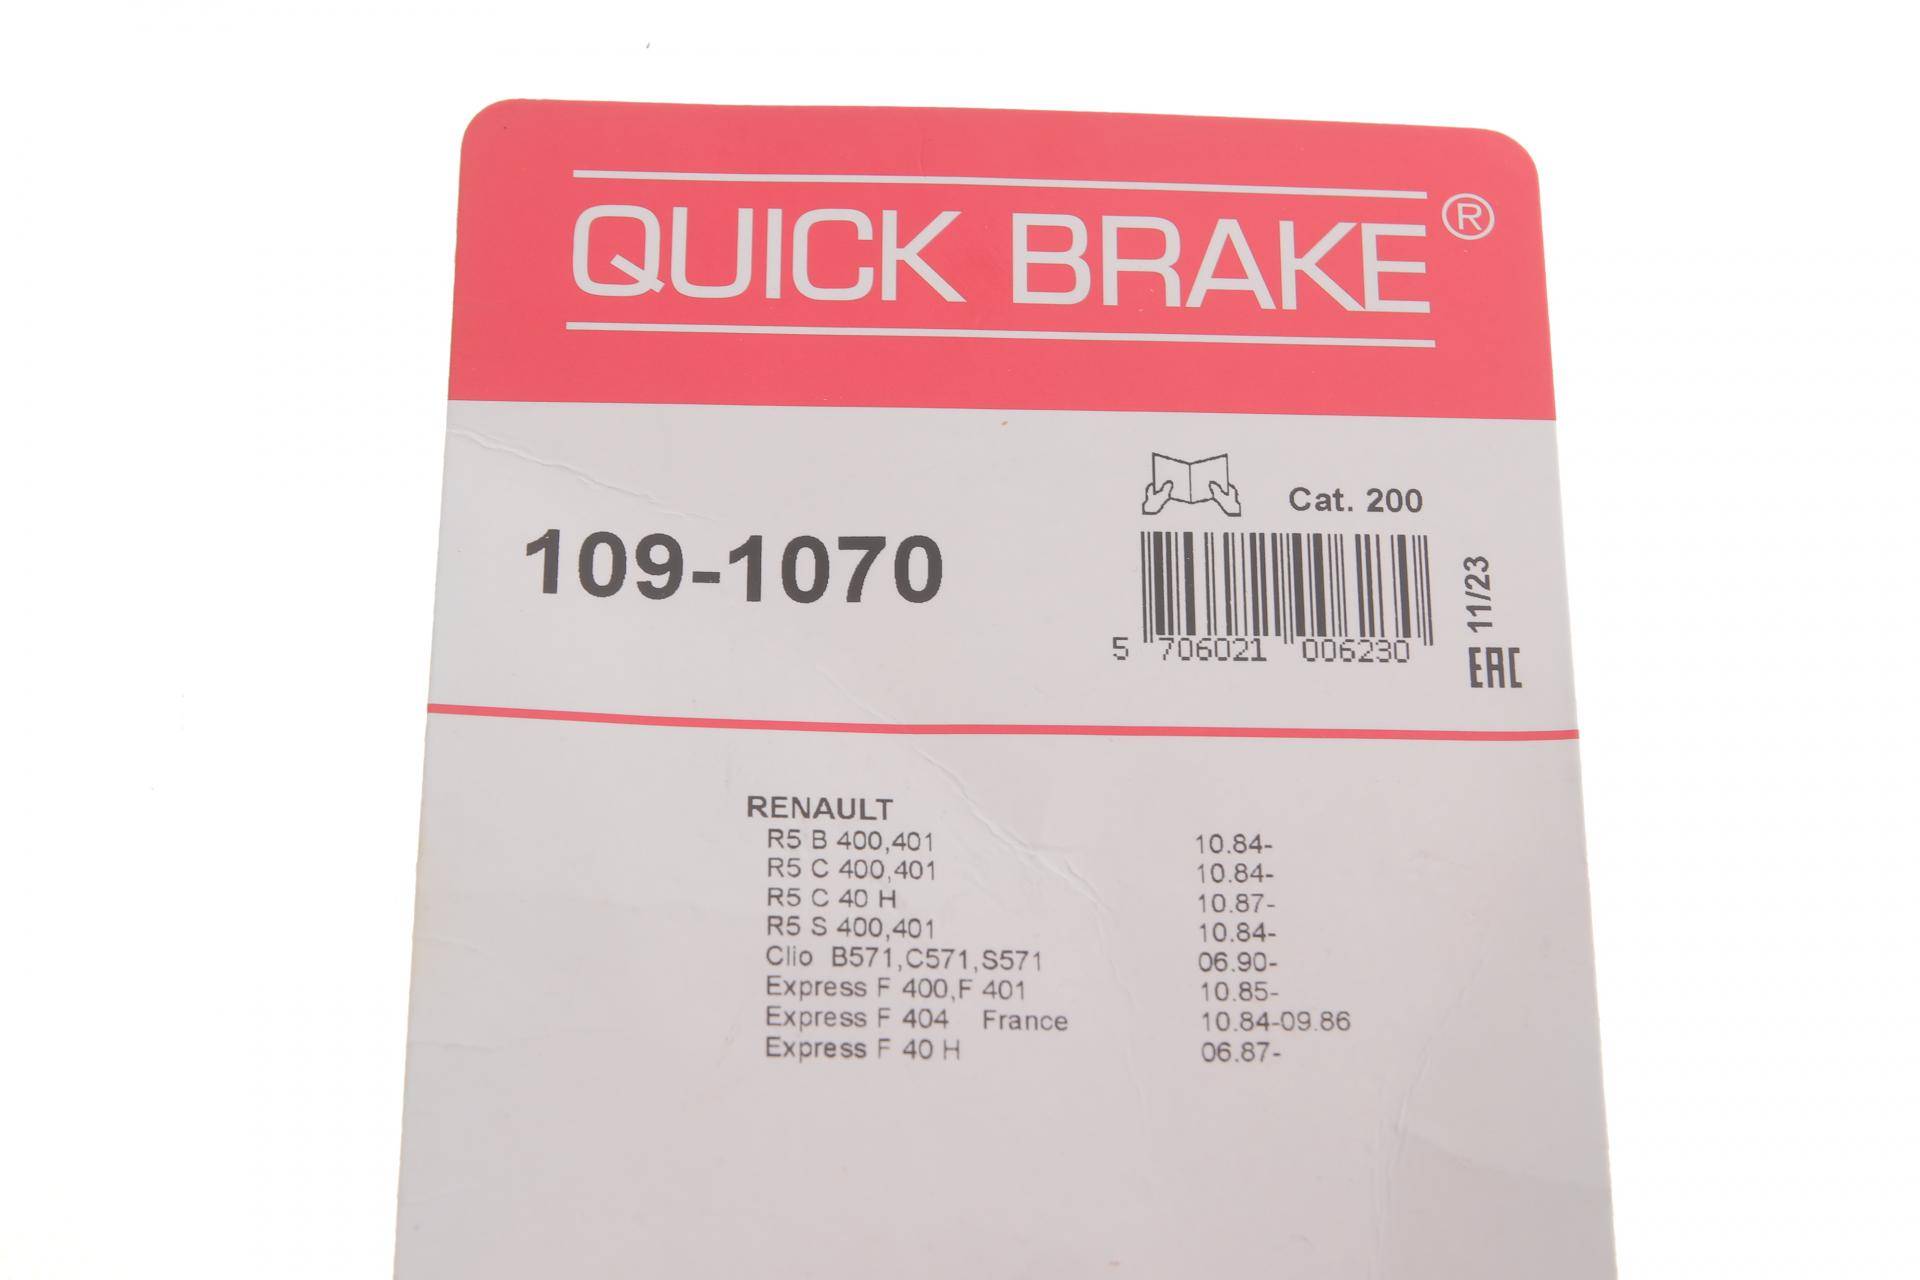 QUICK BRAKE®
Cat. 200
109-1070
5 706021 006230
11/23
EAC
RENAULT
R5 B 400,401 10.84-
R5 C 400,401 10.84-
R5 C 40 H 10.87-
R5 S 400,401 10.84-
Clio B571,C571,S571 06.90-
Express F 400,F 401 10.85-
Express F 404 France 10.84-09.86
Express F 40 H 06.87-